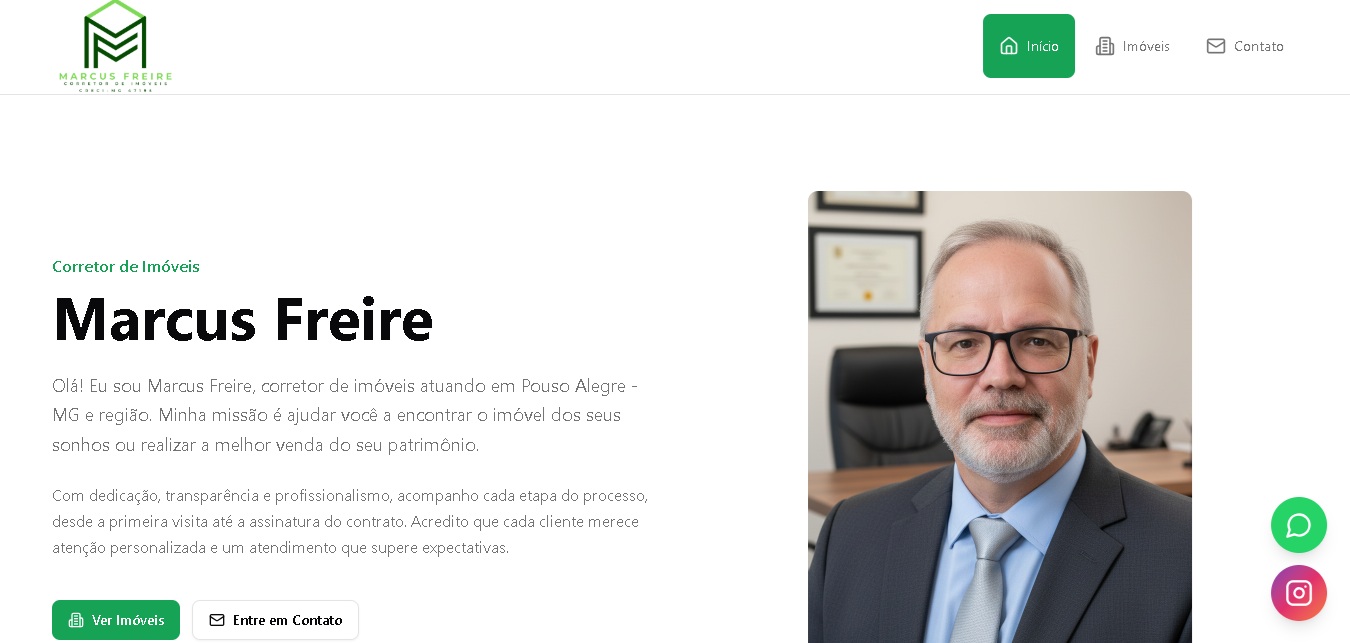 MARCUS FREIRE
CORRETOR DE IMÓVEIS
Início
Imóveis
Contato
Corretor de Imóveis
Marcus Freire
Olá! Eu sou Marcus Freire, corretor de imóveis atuando em Pouso Alegre -
MG e região. Minha missão é ajudar você a encontrar o imóvel dos seus
sonhos ou realizar a melhor venda do seu patrimônio.
Com dedicação, transparência e profissionalismo, acompanho cada etapa do processo,
desde a primeira visita até a assinatura do contrato. Acredito que cada cliente merece
atenção personalizada e um atendimento que supere expectativas.
Ver Imóveis
Entre em Contato